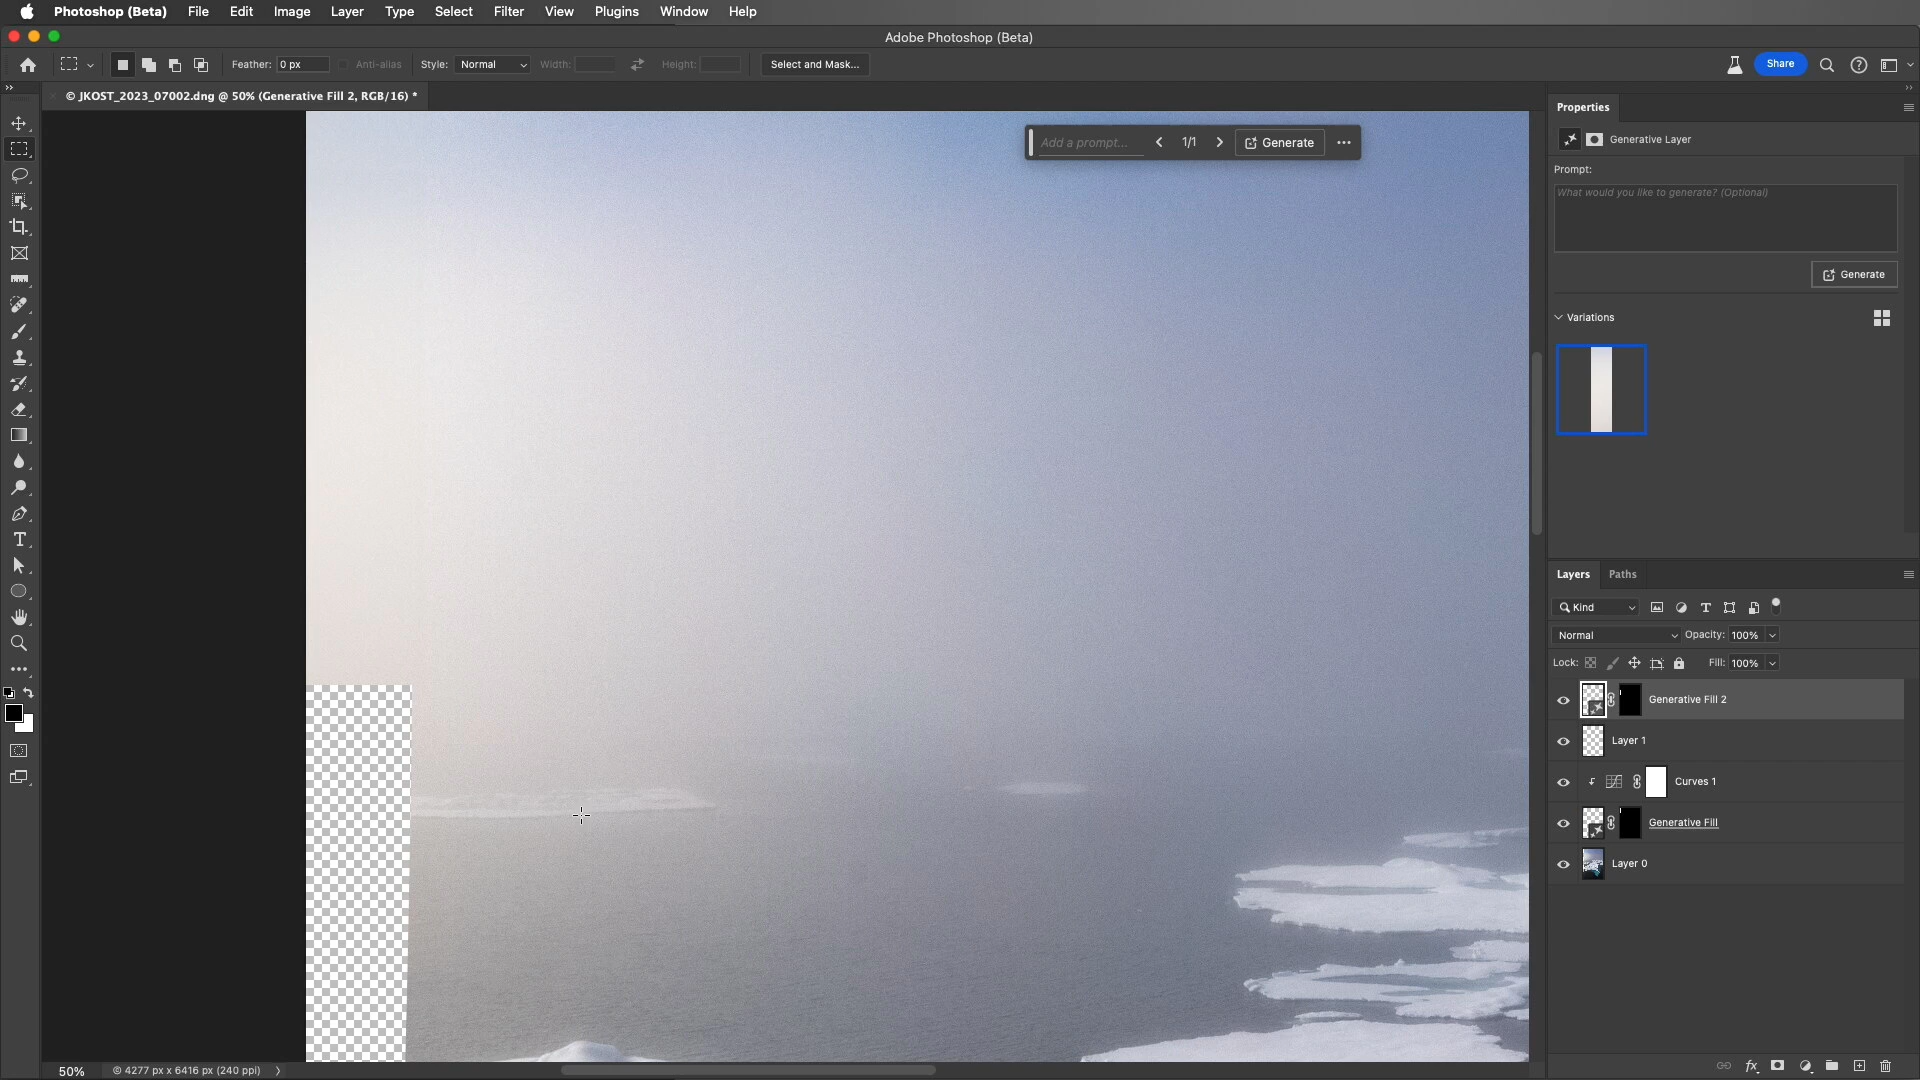 Photoshop (Beta) File Edit Image Layer Type Select Filter View Plugins Window Help
Adobe Photoshop (Beta)
Feather: 0 px Anti-alias Style: Normal Width: Height: Select and Mask... Share
© JKOST_2023_07002.dng @ 50% (Generative Fill 2, RGB/16) *
Add a prompt... 1/1 Generate
Properties
Generative Layer
Prompt:
What would you like to generate? (Optional)
Generate
Variations
Layers Paths
Kind
Normal Opacity: 100%
Lock: Fill: 100%
Generative Fill 2
Layer 1
Curves 1
Generative Fill
Layer 0
50% © 4277 px x 6416 px (240 ppi)